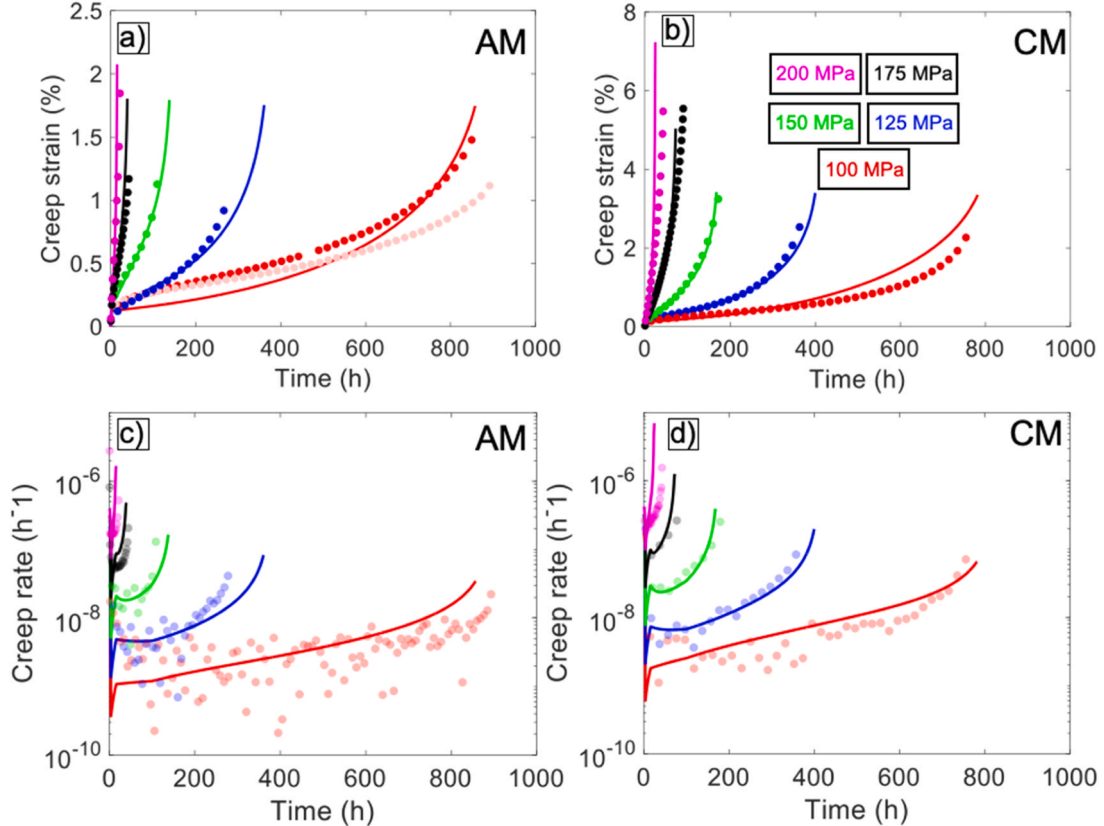 a)
AM
2.5
2
1.5
1
0.5
0
Creep strain (%)
0 200 400 600 800 1000
Time (h)
b)
CM
200 MPa 175 MPa
150 MPa 125 MPa
100 MPa
8
6
4
2
0
Creep strain (%)
0 200 400 600 800 1000
Time (h)
c)
AM
10^-6
10^-8
10^-10
Creep rate (h^-1)
0 200 400 600 800 1000
Time (h)
d)
CM
10^-6
10^-8
10^-10
Creep rate (h^-1)
0 200 400 600 800 1000
Time (h)